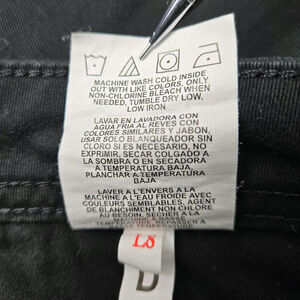 MACHINE WASH COLD INSIDE
OUT WITH LIKE COLORS, ONLY
NON-CHLORINE BLEACH WHEN
NEEDED, TUMBLE DRY LOW,
LOW IRON
LAVAR EN LAVADORA CON
AGUA FRIA AL REVES CON
COLORES SIMILARES Y JABON,
USAR SOLO BLANQUEADOR SIN
CLORO SI ES NECESARIO, NO
EXPRIMIR, SECAR COLGADO A
LA SOMBRA O EN SECADORA
A TEMPERATURA BAJA,
PLANCHAR A TEMPERATURA
BAJA
LAVER A L'ENVERS A LA
MACHINE A L'EAU FROIDE AVEC
COULEURS SEMBLABLES, AGENT
DE BLANCHIMENT NON CHLORE
AU BESOIN, SECHER A LA
MACHINE A BASSE
TEMPERATURE, REPASSER A
D